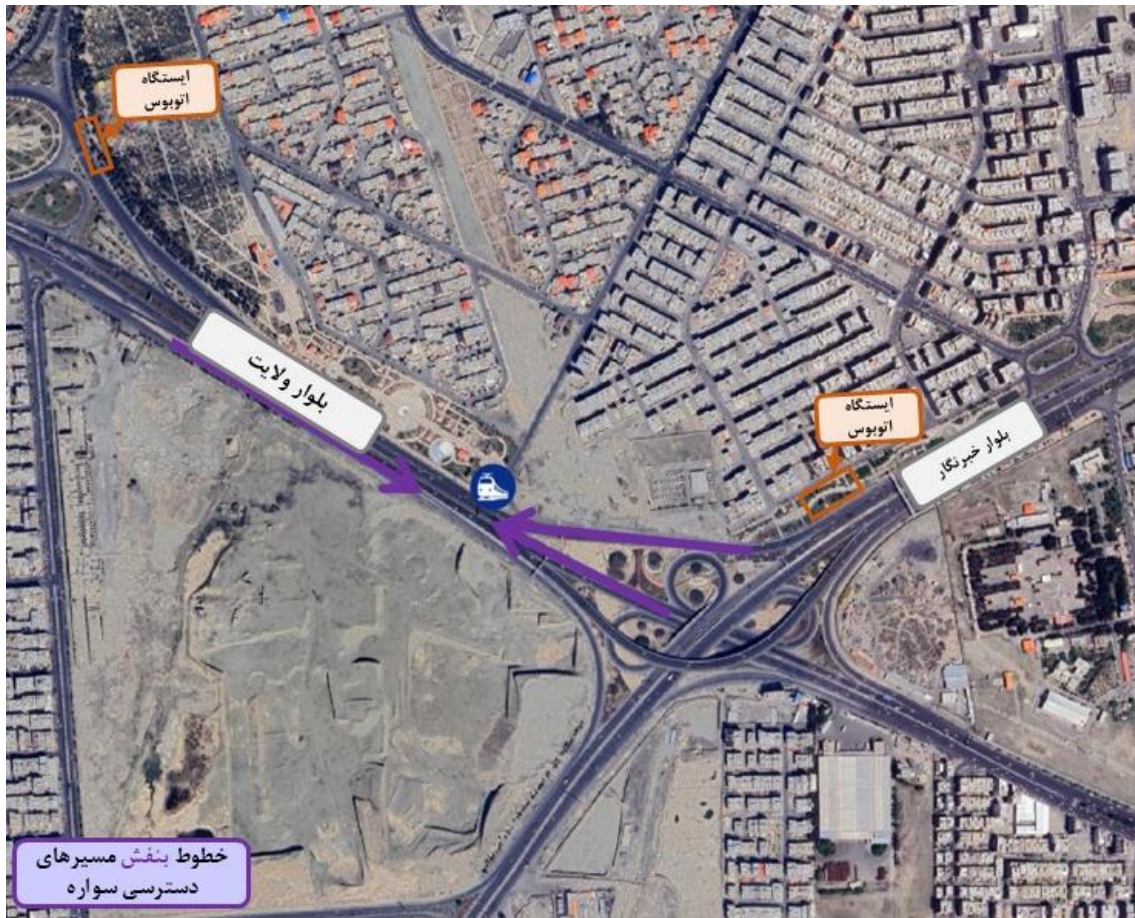 ایستگاه
اتوبوس
بلوار ولایت
ایستگاه
اتوبوس
بلوار خبرنگار
خطوط بنفش مسیرهای
دسترسی سواره